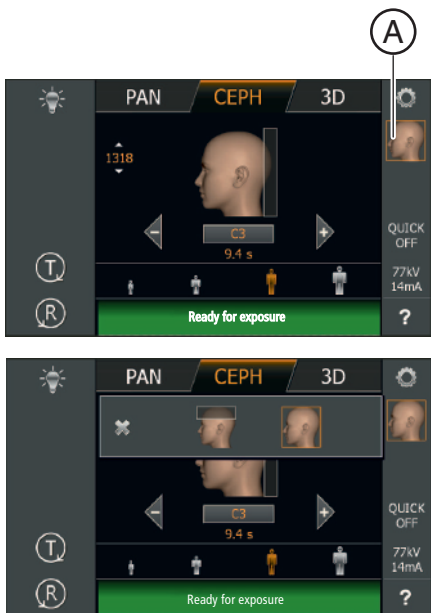 A
PAN CEPH 3D
1318
C3
9.4 s
QUICK
OFF
77kV
14mA
T
R
Ready for exposure
?
PAN CEPH 3D
C3
9.4 s
QUICK
OFF
77kV
14mA
T
R
Ready for exposure
?